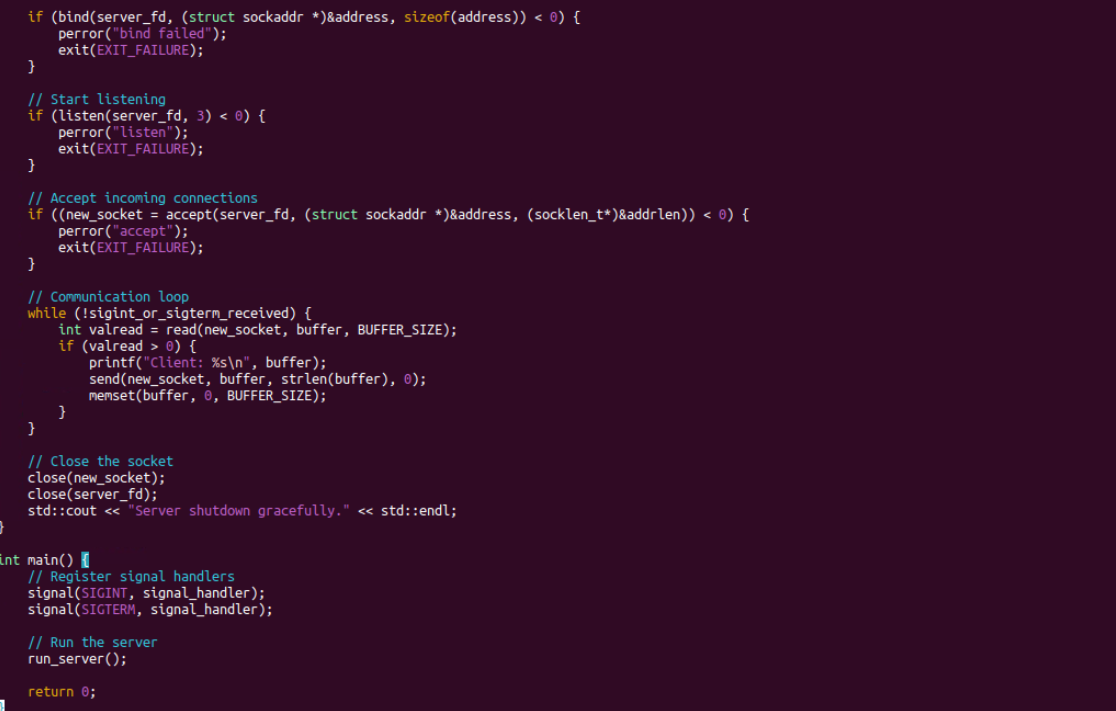 if (bind(server_fd, (struct sockaddr *)&address, sizeof(address)) < 0) {
perror("bind failed");
exit(EXIT_FAILURE);
}
// Start listening
if (listen(server_fd, 3) < 0) {
perror("listen");
exit(EXIT_FAILURE);
}
// Accept incoming connections
if ((new_socket = accept(server_fd, (struct sockaddr *)&address, (socklen_t*)&addrlen)) < 0) {
perror("accept");
exit(EXIT_FAILURE);
}
// Communication loop
while (!sigint_or_sigterm_received) {
int valread = read(new_socket, buffer, BUFFER_SIZE);
if (valread > 0) {
printf("Client: %s\n", buffer);
send(new_socket, buffer, strlen(buffer), 0);
memset(buffer, 0, BUFFER_SIZE);
}
}
// Close the socket
close(new_socket);
close(server_fd);
std::cout << "Server shutdown gracefully." << std::endl;
}
int main() {
// Register signal handlers
signal(SIGINT, signal_handler);
signal(SIGTERM, signal_handler);
// Run the server
run_server();
return 0;
}